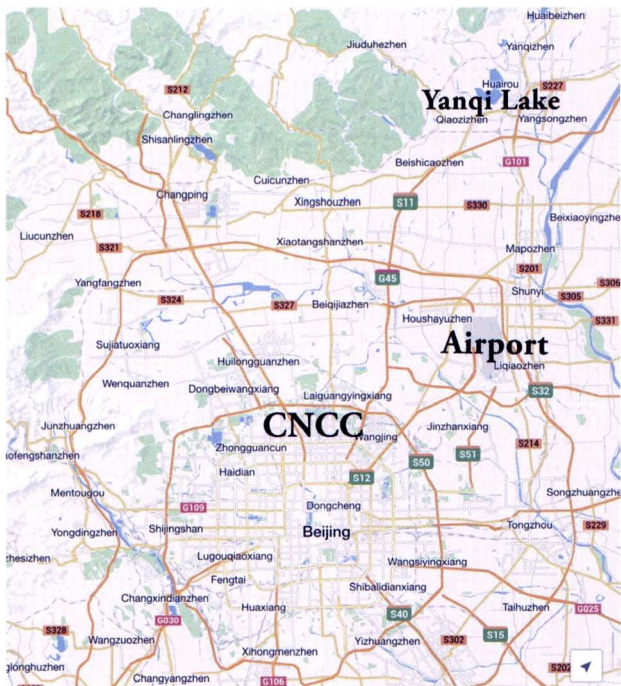 Huaibeizhen
Jiuduhezhen
Yanqizhen
Huairou
S227
S212
Yanqi Lake
Changlingzhen
Qiaozizhen
Yangsongzhen
Shisanlingzhen
Beishicaozhen
G101
Cuicunzhen
Changping
Xingshouzhen
S11
S330
S218
Beixiaoyingzhe
Liucunzhen
Xiaotangshanzhen
S321
Mapozhen
S201
Yangfangzhen
G45
S306
Shunyi
S305
S324
S327
Beiqijiazhen
Houshayuzhen
S331
Sujiatuoxiang
Airport
Huilongguanzhen
Liqiaozhen
Wenquanzhen
Dongbeiwangxiang
Laiguangyingxiang
S32
CNCC
Junzhuangzhen
Jinzhanxiang
Wangjing
Zhongguancun
S214
ofengshanzhen
S51
S50
Haidian
S12
Mentougou
Songzhuangzhe
G109
Dongcheng
Yongdingzhen
Shijingshan
Beijing
Tongzhou
S229
zhesizhen
Lugouqiaoxiang
Wangsiyingxiang
Fengtai
Shibalidianxiang
Changxindianzhen
Huaxiang
Taihuzhen
G025
S40
G030
S328
S15
Wangzuozhen
Yizhuangzhen
S302
Xihongmenzhen
glonghuzhen
S202
Changyangzhen
G106